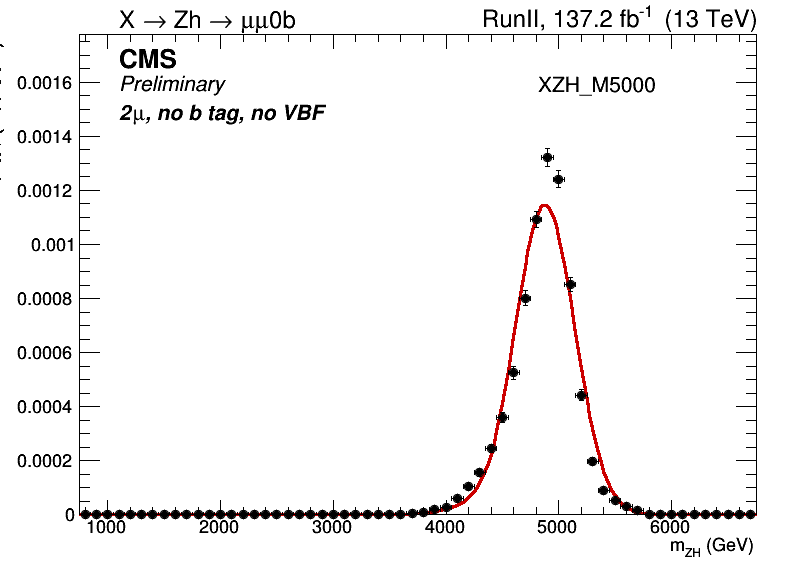 X → Zh → μμ0b
RunII, 137.2 fb-1 (13 TeV)
CMS
Preliminary
2μ, no b tag, no VBF
XZH_M5000
0.0016
0.0014
0.0012
0.001
0.0008
0.0006
0.0004
0.0002
0
1000 2000 3000 4000 5000 6000
mZH (GeV)